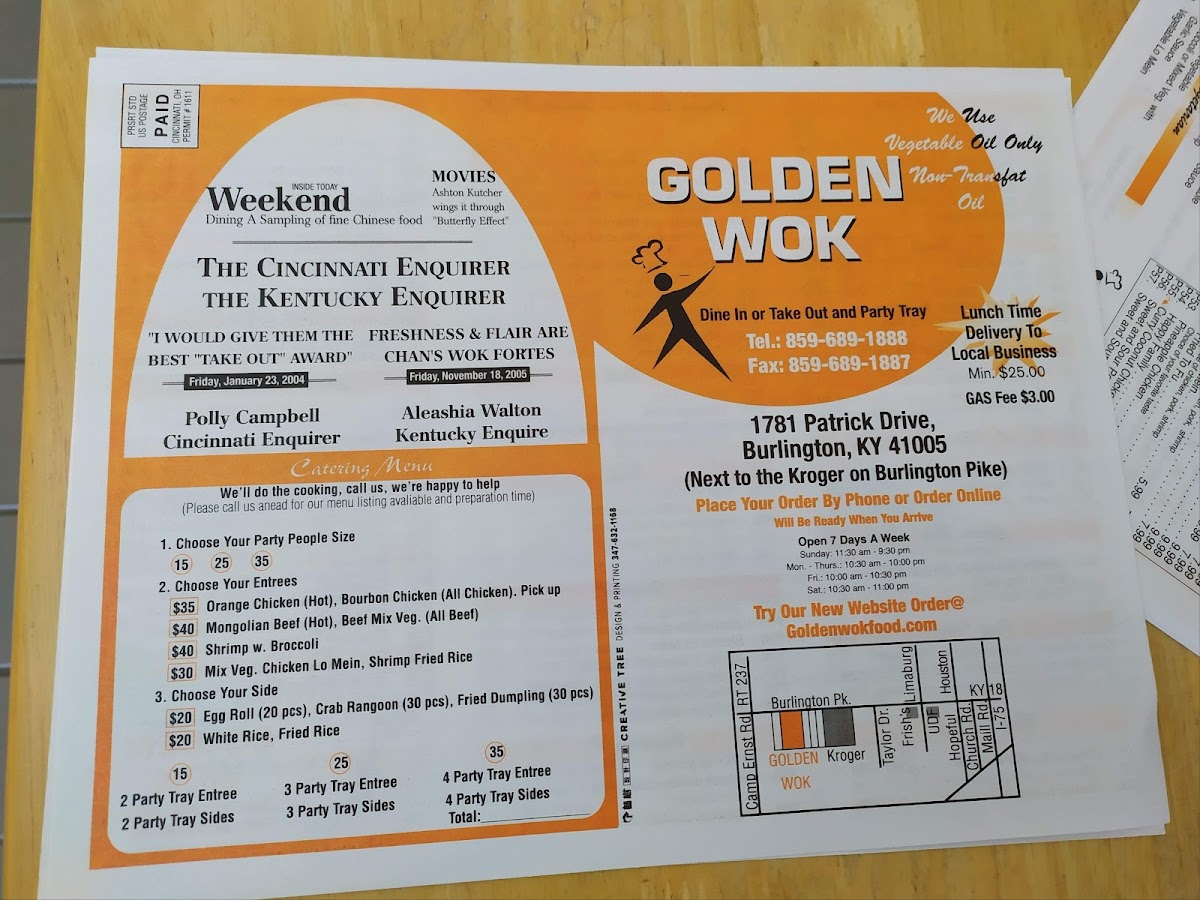 PRSRT STD
US POSTAGE
PAID
CINCINNATI, OH
PERMIT # 1611
INSIDE TODAY
Weekend
Dining A Sampling of fine Chinese food
MOVIES
Ashton Kutcher
wings it through
"Butterfly Effect"
THE CINCINNATI ENQUIRER
THE KENTUCKY ENQUIRER
"I WOULD GIVE THEM THE
BEST "TAKE OUT" AWARD"
Friday, January 23, 2004
Polly Campbell
Cincinnati Enquirer
FRESHNESS & FLAIR ARE
CHAN'S WOK FORTES
Friday, November 18, 2005
Aleashia Walton
Kentucky Enquire
Catering Menu
We'll do the cooking, call us, we're happy to help
(Please call us ahead for our menu listing avaliable and preparation time)
1. Choose Your Party People Size
15 25 35
2. Choose Your Entrees
$35 Orange Chicken (Hot), Bourbon Chicken (All Chicken). Pick up
$40 Mongolian Beef (Hot), Beef Mix Veg. (All Beef)
$40 Shrimp w. Broccoli
$30 Mix Veg. Chicken Lo Mein, Shrimp Fried Rice
3. Choose Your Side
$20 Egg Roll (20 pcs), Crab Rangoon (30 pcs), Fried Dumpling (30 pcs)
$20 White Rice, Fried Rice
15
2 Party Tray Entree
2 Party Tray Sides
25
3 Party Tray Entree
3 Party Tray Sides
35
4 Party Tray Entree
4 Party Tray Sides
Total:
CREATIVE TREE DESIGN & PRINTING 347-632-1168
We Use
Vegetable Oil Only
Non-Transfat
Oil
GOLDEN
WOK
Dine In or Take Out and Party Tray
Tel.: 859-689-1888
Fax: 859-689-1887
Lunch Time
Delivery To
Local Business
Min. $25.00
GAS Fee $3.00
1781 Patrick Drive,
Burlington, KY 41005
(Next to the Kroger on Burlington Pike)
Place Your Order By Phone or Order Online
Will Be Ready When You Arrive
Open 7 Days A Week
Sunday: 11:30 am - 9:30 pm
Mon. - Thurs.: 10:30 am - 10:00 pm
Fri.: 10:00 am - 10:30 pm
Sat.: 10:30 am - 11:00 pm
Try Our New Website Order@
Goldenwokfood.com
Camp Ernst Rd RT 237
Burlington Pk.
GOLDEN
WOK
Kroger
Taylor Dr.
Frish's Limaburg
UDF
Houston
Hopeful
Church Rd.
KY 18
Maill Rd
I-75
Vegetable Lo Mein
Garlic Sauce
Mixed Veg. with
5.99
7.99